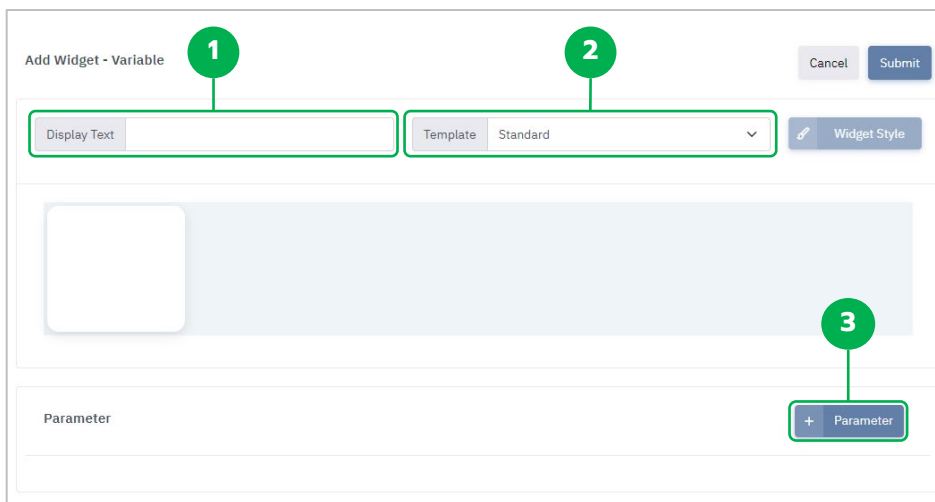 1
2
Add Widget - Variable
Cancel
Submit
Display Text
Template
Standard
Widget Style
3
Parameter
+ Parameter